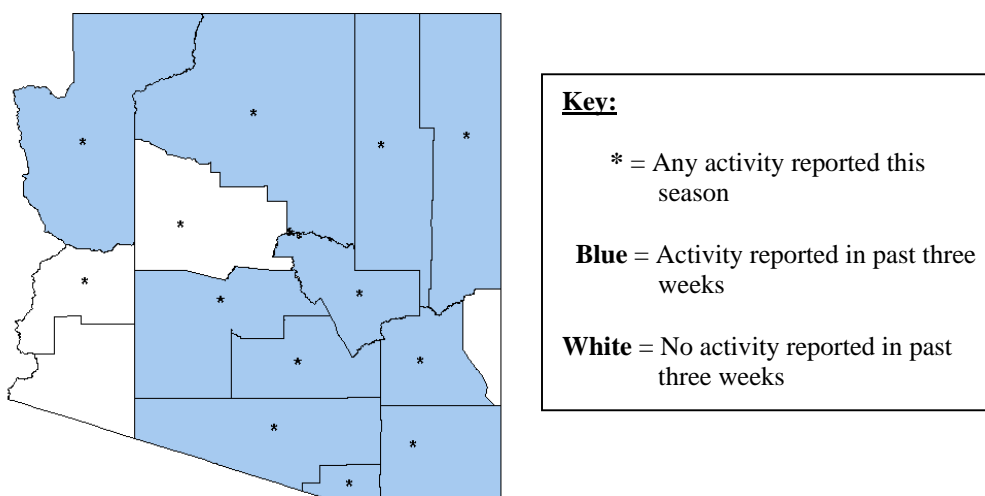 Key:
* = Any activity reported this
season
Blue = Activity reported in past three
weeks
White = No activity reported in past
three weeks
*
*
*
*
*
*
*
*
*
*
*
*
*